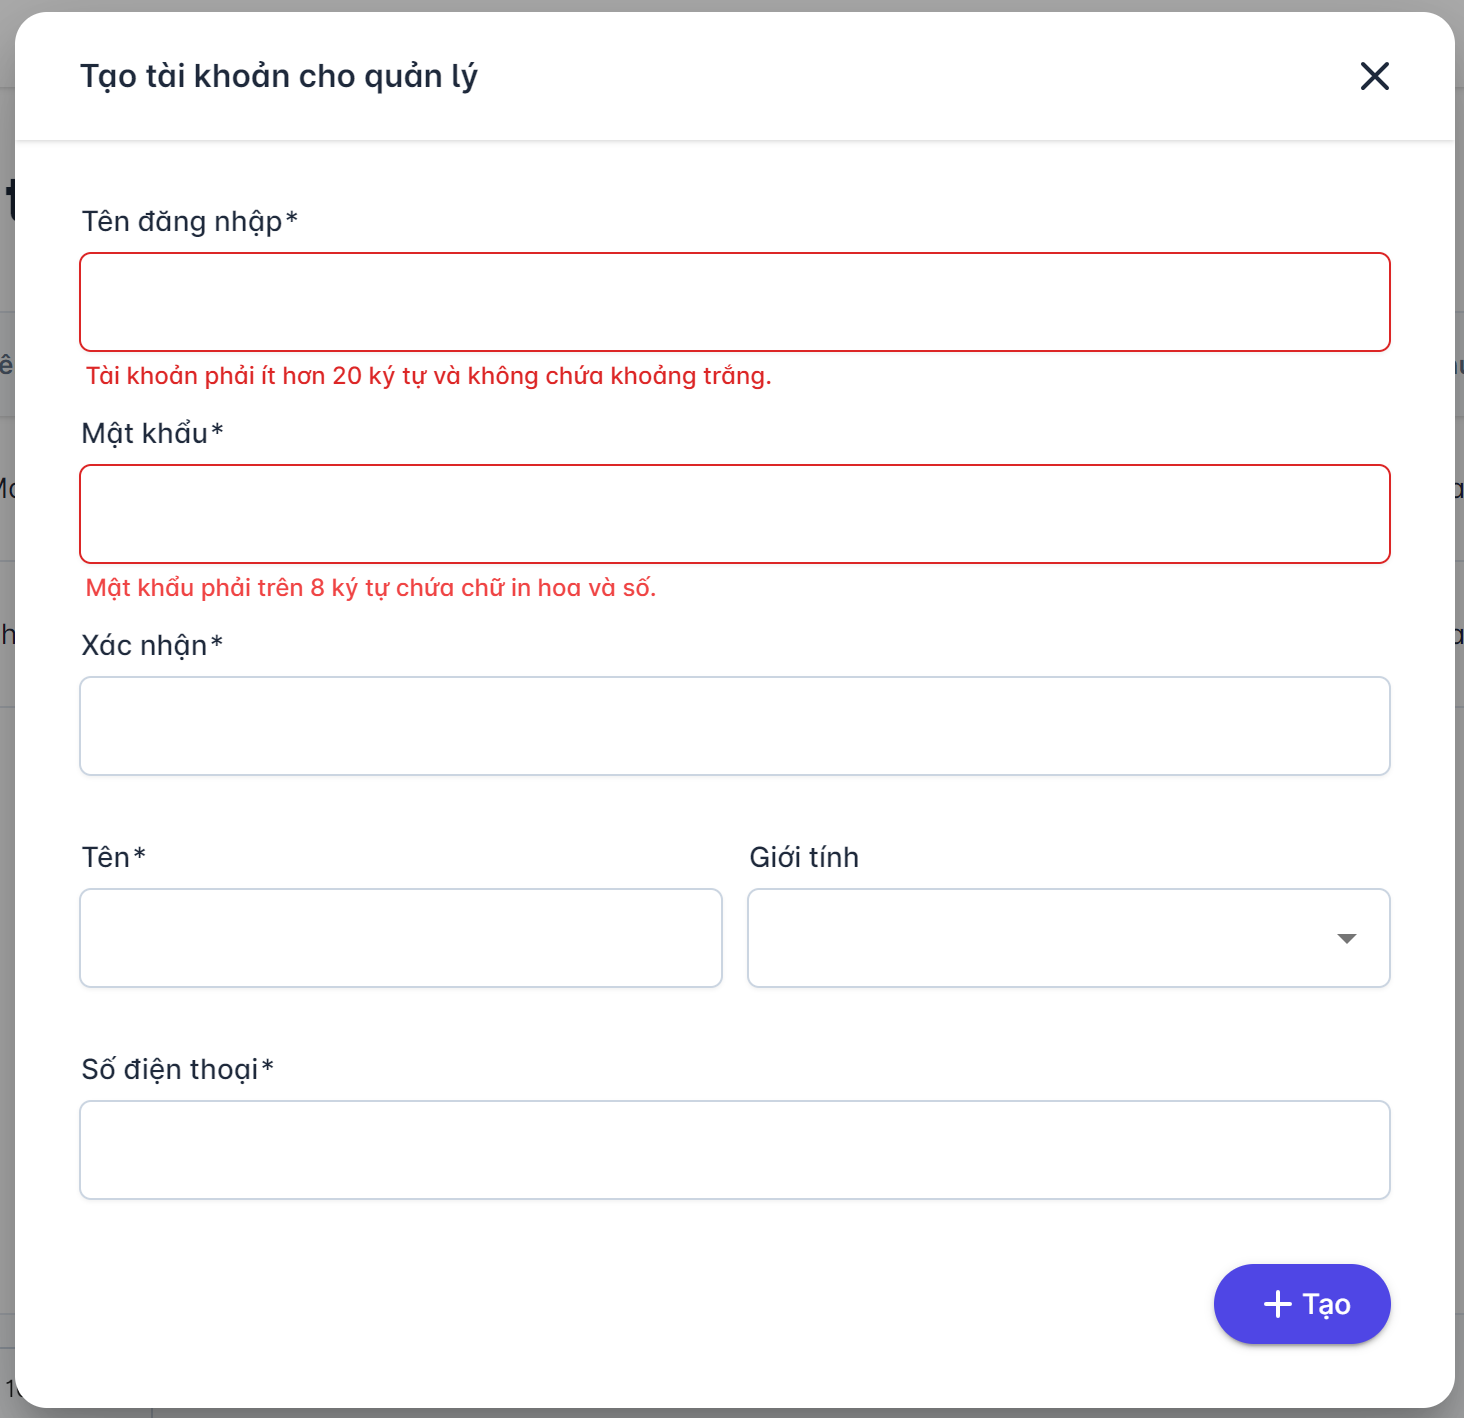 Tạo tài khoản cho quản lý
Tên đăng nhập*
Tài khoản phải ít hơn 20 ký tự và không chứa khoảng trắng.
Mật khẩu*
Mật khẩu phải trên 8 ký tự chứa chữ in hoa và số.
Xác nhận*
Tên*
Giới tính
Số điện thoại*
Tạo